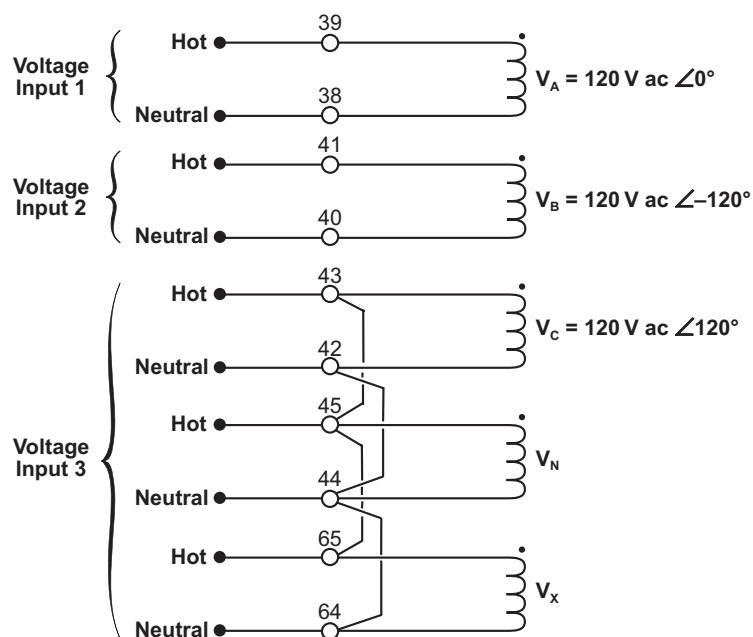 39
Hot
Voltage
Input 1
V_A = 120 V ac ∠0°
38
Neutral
41
Hot
Voltage
Input 2
V_B = 120 V ac ∠–120°
40
Neutral
43
Hot
V_C = 120 V ac ∠120°
42
Neutral
45
Hot
Voltage
Input 3
V_N
44
Neutral
65
Hot
V_X
64
Neutral